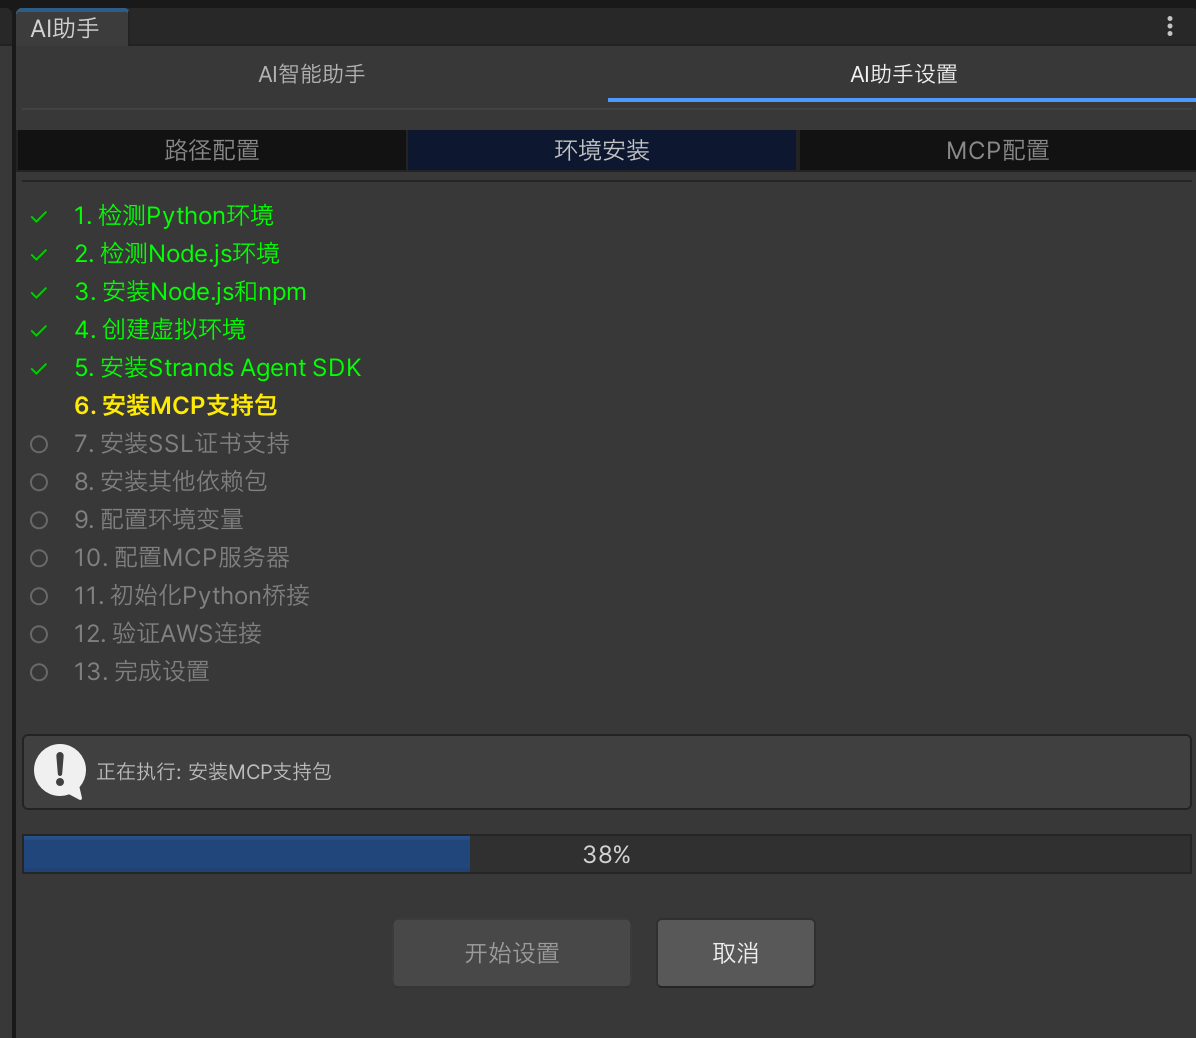 AI助手
AI智能助手
AI助手设置
路径配置
环境安装
MCP配置
1. 检测Python环境
2. 检测Node.js环境
3. 安装Node.js和npm
4. 创建虚拟环境
5. 安装Strands Agent SDK
6. 安装MCP支持包
7. 安装SSL证书支持
8. 安装其他依赖包
9. 配置环境变量
10. 配置MCP服务器
11. 初始化Python桥接
12. 验证AWS连接
13. 完成设置
正在执行: 安装MCP支持包
38%
开始设置
取消